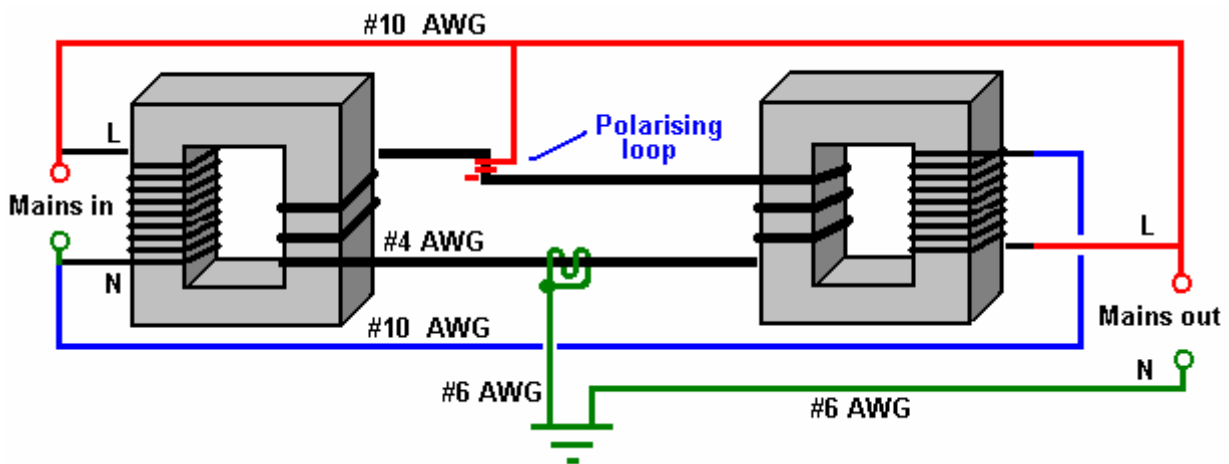 #10 AWG
L
Polarising
loop
Mains in
#4 AWG
L
N
#10 AWG
Mains out
#6 AWG
N
#6 AWG